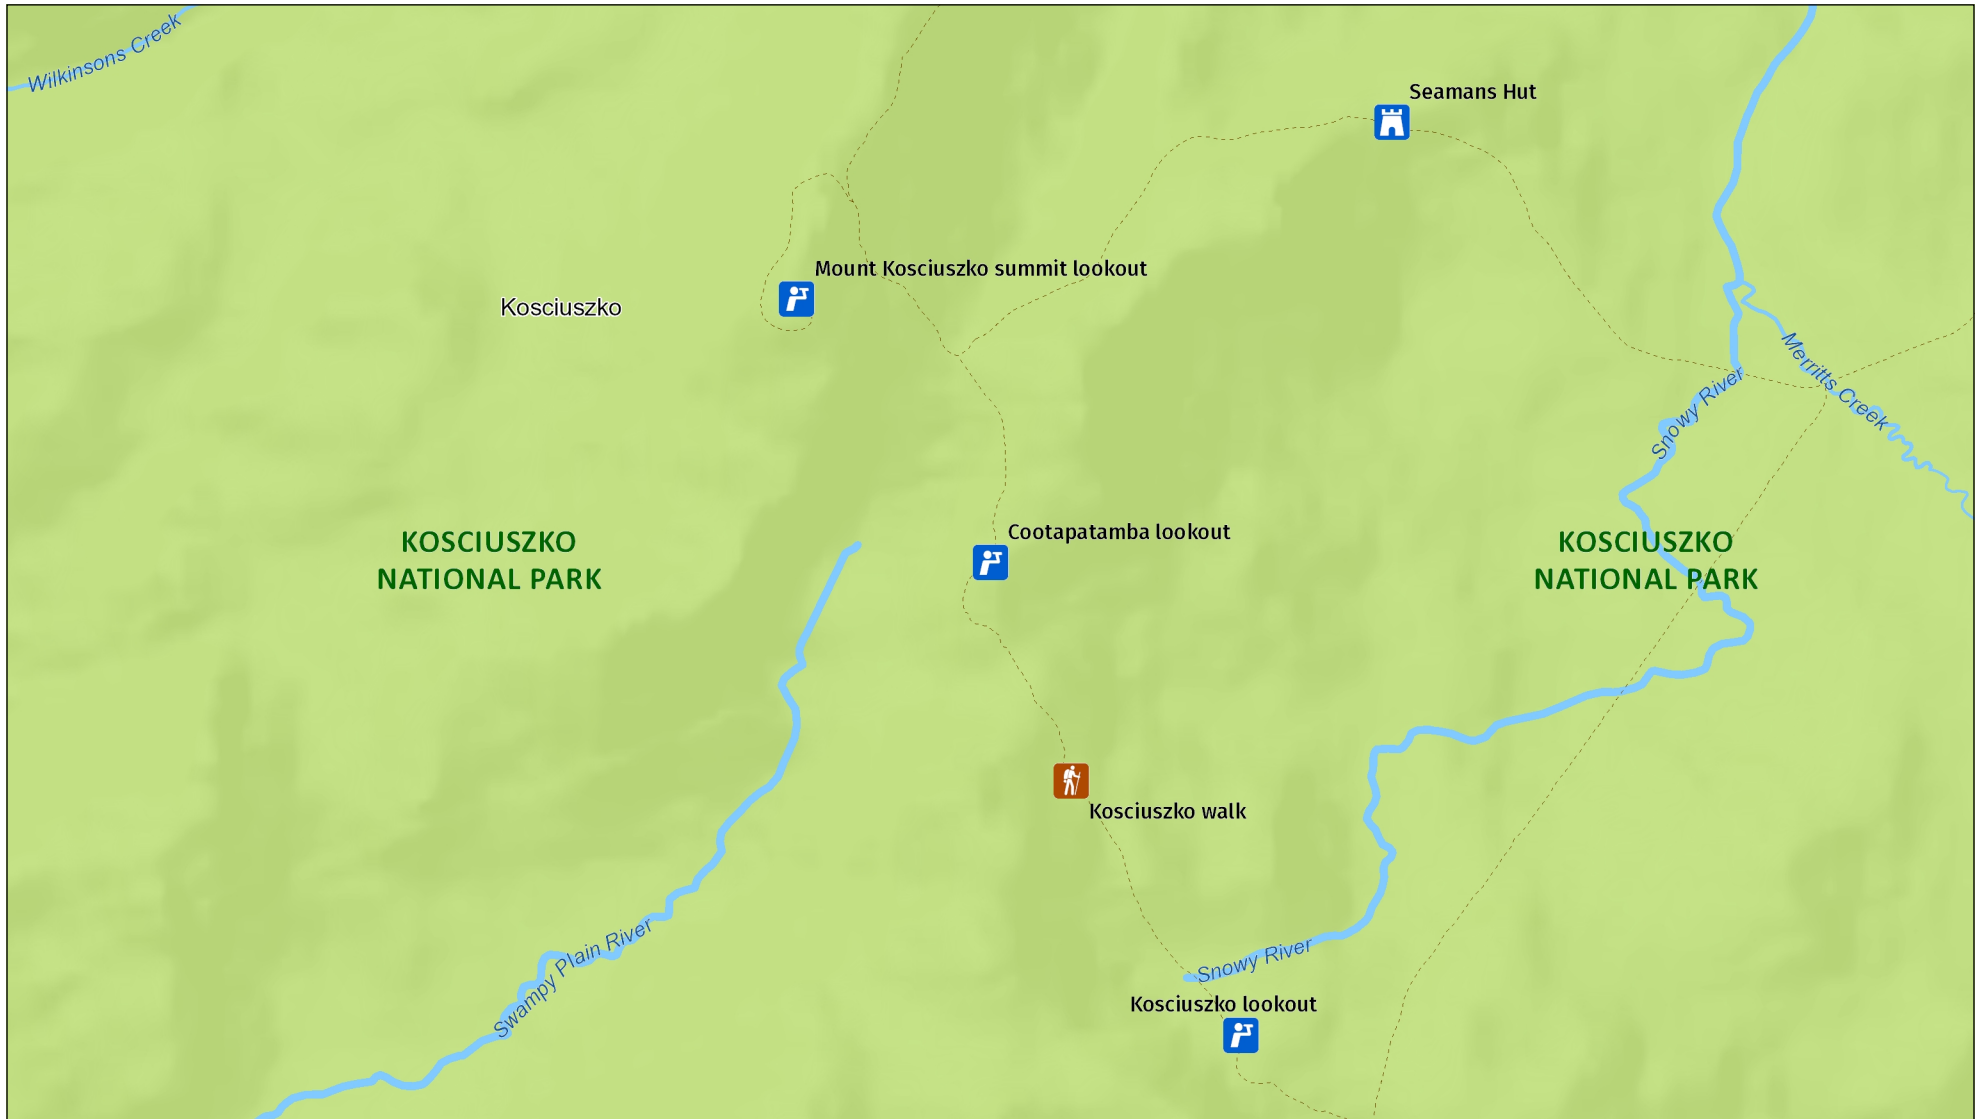 Wilkinsons Creek
Seamans Hut
Mount Kosciuszko summit lookout
Kosciuszko
Merritts Creek
Snowy River
Cootapatamba lookout
KOSCIUSZKO
NATIONAL PARK
KOSCIUSZKO
NATIONAL PARK
Kosciuszko walk
Swampy Plain River
Snowy River
Kosciuszko lookout